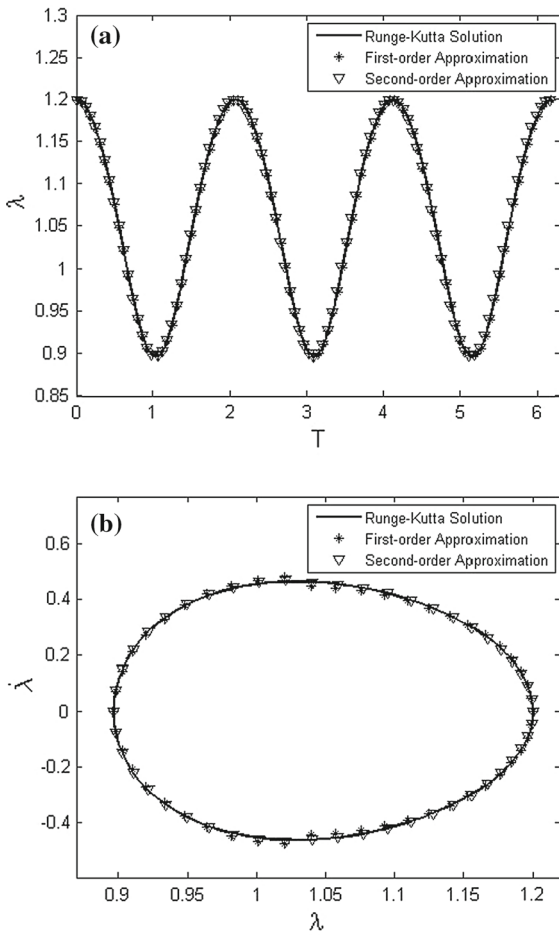 (a)
Runge-Kutta Solution
First-order Approximation
Second-order Approximation
1.3
1.25
1.2
1.15
1.1
1.05
1
0.95
0.9
0.85
λ
0 1 2 3 4 5 6
T
(b)
Runge-Kutta Solution
First-order Approximation
Second-order Approximation
0.6
0.4
0.2
0
-0.2
-0.4
λ̇
0.9 0.95 1 1.05 1.1 1.15 1.2
λ